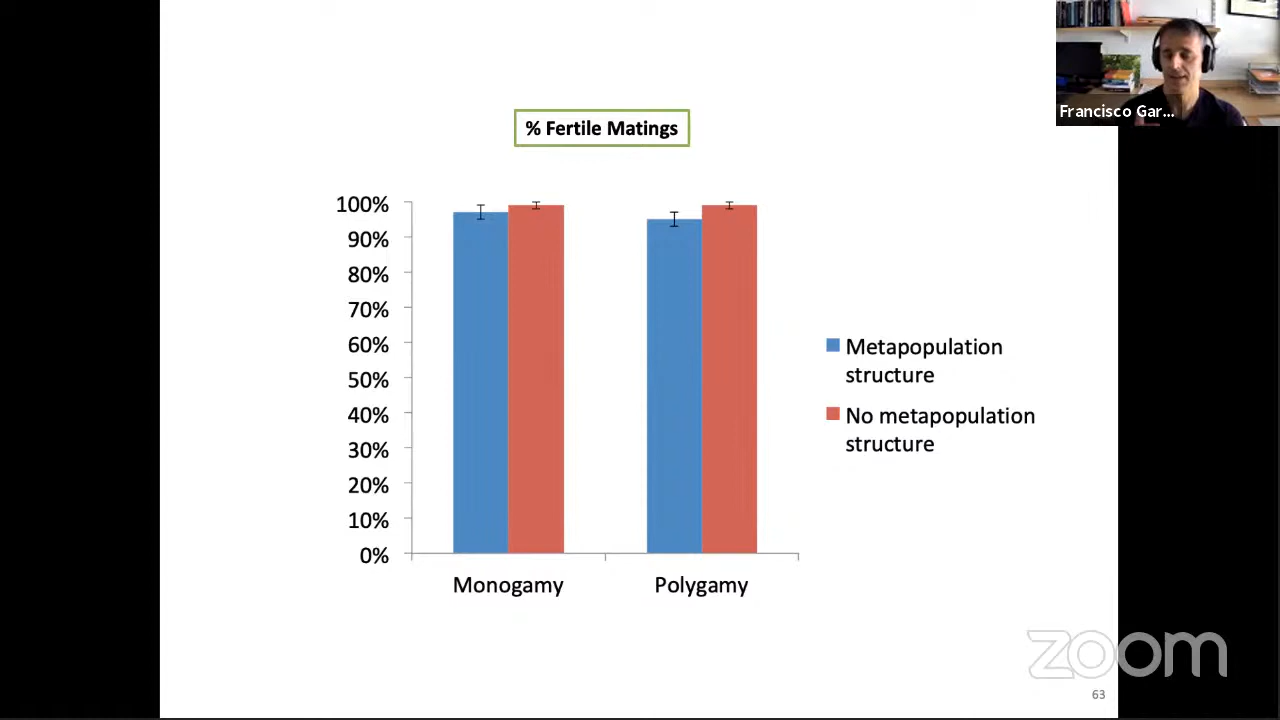 Francisco Gar...
% Fertile Matings
100%
90%
80%
70%
60%
50%
40%
30%
20%
10%
0%
Monogamy
Polygamy
Metapopulation
structure
No metapopulation
structure
zoom
63